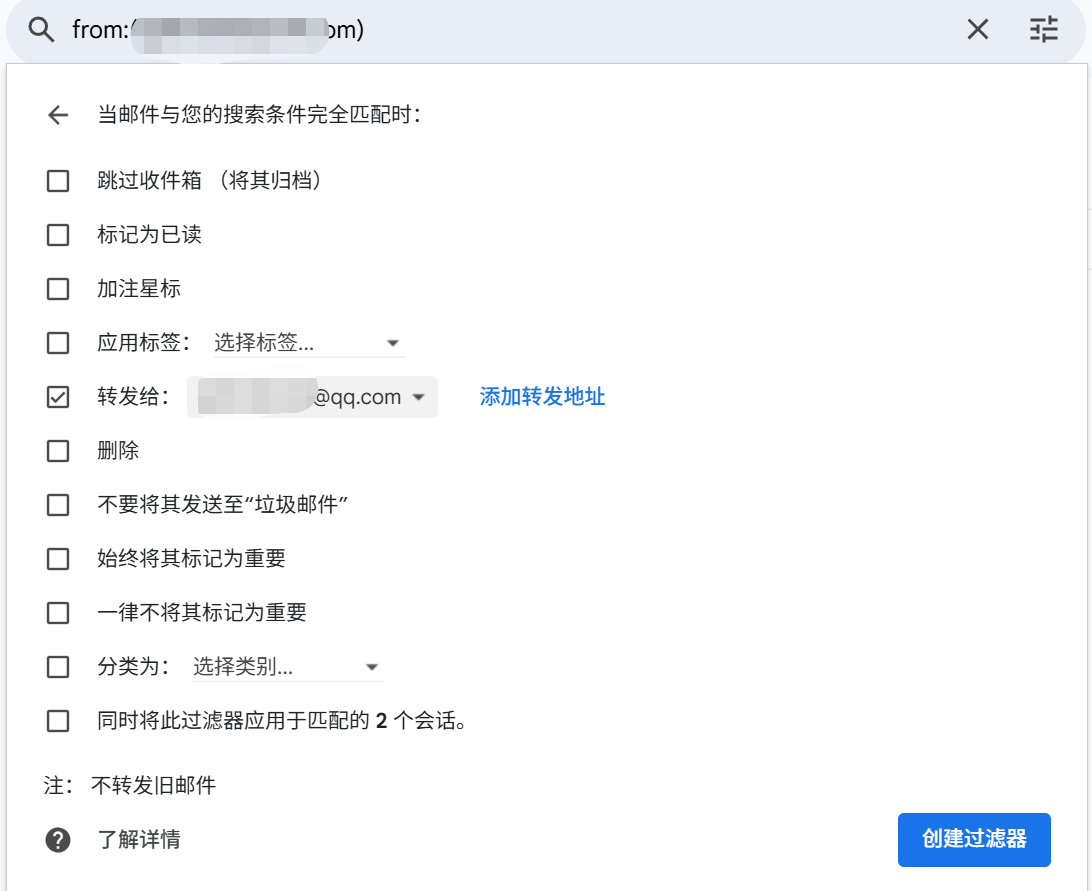 from:( om)
当邮件与您的搜索条件完全匹配时：
跳过收件箱 （将其归档）
标记为已读
加注星标
应用标签： 选择标签...
转发给： @qq.com 添加转发地址
删除
不要将其发送至“垃圾邮件”
始终将其标记为重要
一律不将其标记为重要
分类为： 选择类别...
同时将此过滤器应用于匹配的 2 个会话。
注： 不转发旧邮件
? 了解详情
创建过滤器